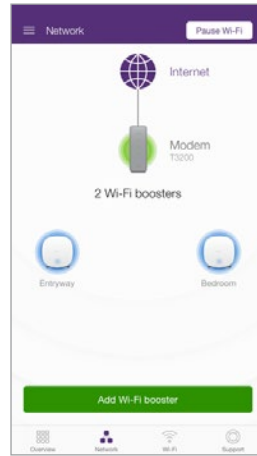 Network
Pause Wi-Fi
Internet
Modem
T3200
2 Wi-Fi boosters
Entryway
Bedroom
Add Wi-Fi booster
Overview
Network
Wi-Fi
Support